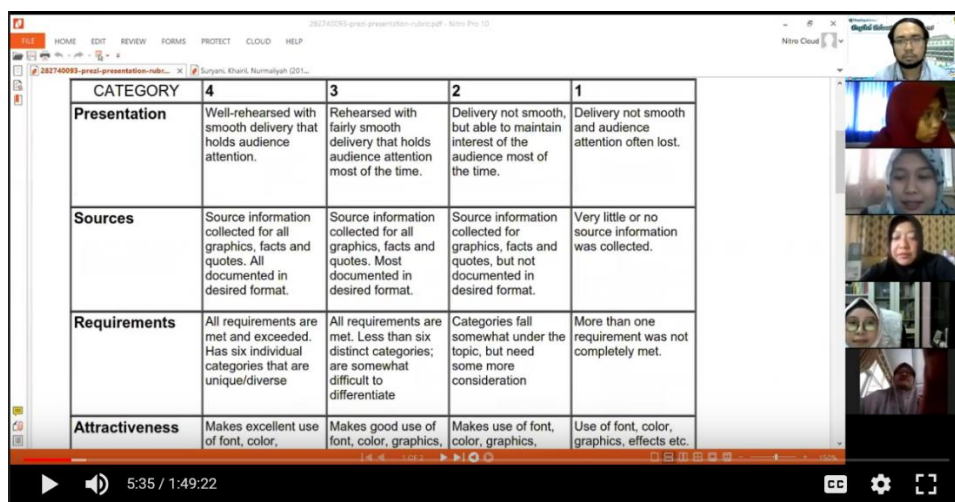 282740093-prezi-presentation-rubric.pdf - Nitro Pro 10
FILE HOME EDIT REVIEW FORMS PROTECT CLOUD HELP
Nitro Cloud
282740093-prezi-presentation-rubr... × Suryani, Khairil, Nurmaliyah (201...
CATEGORY 4 3 2 1
Presentation
Well-rehearsed with
smooth delivery that
holds audience
attention.
Rehearsed with
fairly smooth
delivery that holds
audience attention
most of the time.
Delivery not smooth,
but able to maintain
interest of the
audience most of
the time.
Delivery not smooth
and audience
attention often lost.
Sources
Source information
collected for all
graphics, facts and
quotes. All
documented in
desired format.
Source information
collected for all
graphics, facts and
quotes. Most
documented in
desired format.
Source information
collected for
graphics, facts and
quotes, but not
documented in
desired format.
Very little or no
source information
was collected.
Requirements
All requirements are
met and exceeded.
Has six individual
categories that are
unique/diverse
All requirements are
met. Less than six
distinct categories;
are somewhat
difficult to
differentiate
Categories fall
somewhat under the
topic, but need
some more
consideration
More than one
requirement was not
completely met.
Attractiveness
Makes excellent use
of font, color,
Makes good use of
font, color, graphics,
Makes use of font,
color, graphics,
Use of font, color,
graphics, effects etc.
1 OF 2
150%
5:35 / 1:49:22
CC